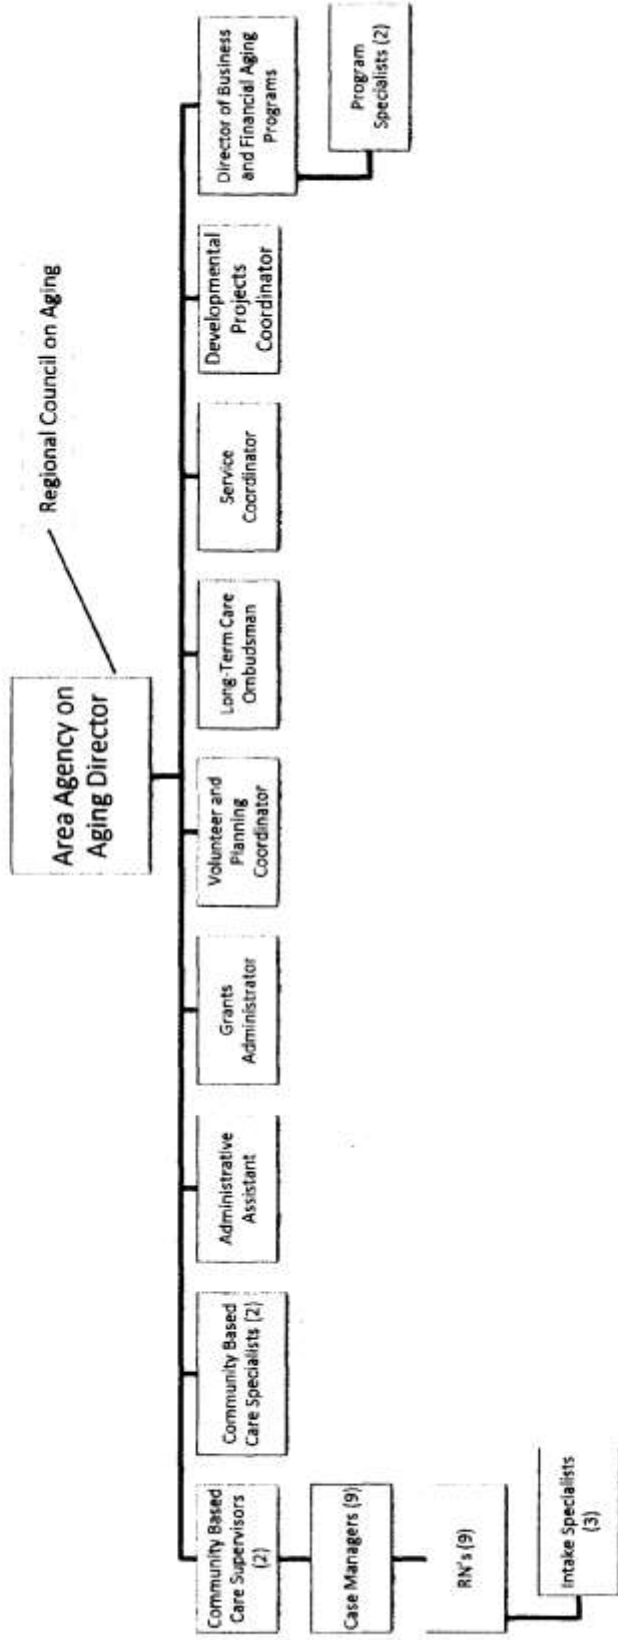 Area Agency on
Aging Director
Regional Council on Aging
Community Based
Care Supervisors
(2)
Community Based
Care Specialists (2)
Administrative
Assistant
Grants
Administrator
Volunteer and
Planning
Coordinator
Long-Term Care
Ombudsman
Service
Coordinator
Developmental
Projects
Coordinator
Director of Business
and Financial Aging
Programs
Case Managers (9)
Program
Specialists (2)
RN's (9)
Intake Specialists
(3)